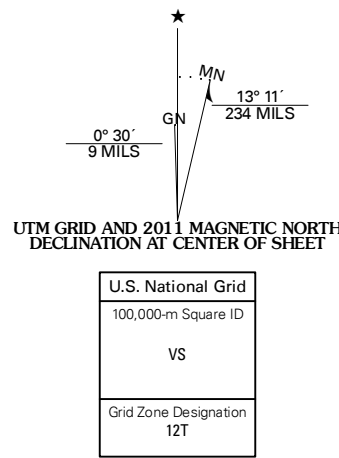 MN
13° 11´
234 MILS
GN
0° 30´
9 MILS
UTM GRID AND 2011 MAGNETIC NORTH
DECLINATION AT CENTER OF SHEET
U.S. National Grid
100,000-m Square ID
VS
Grid Zone Designation
12T